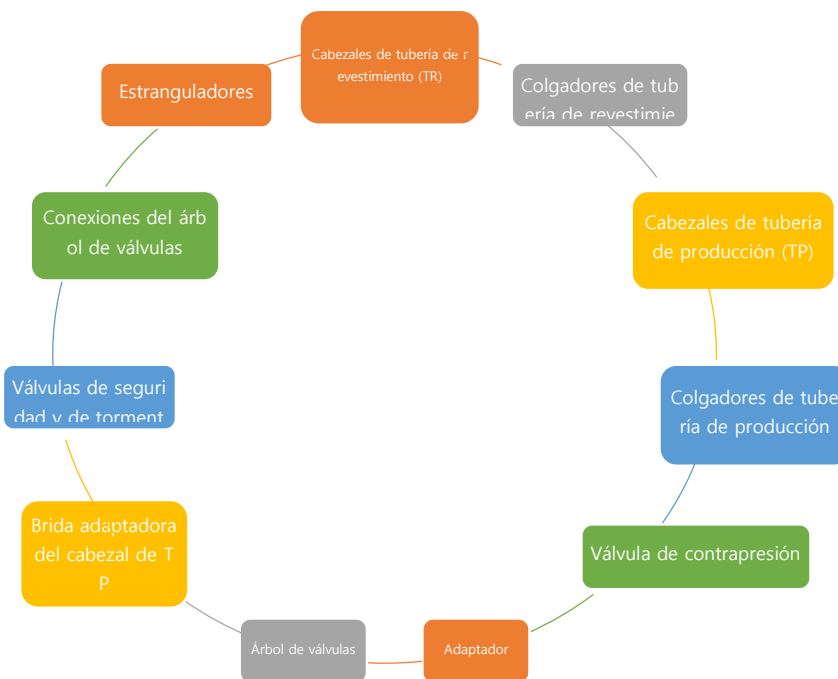 Cabezales de tubería de r
evestimiento (TR)
Colgadores de tub
ería de revestimie
Cabezales de tubería
de producción (TP)
Colgadores de tube
ría de producción
Válvula de contrapresión
Adaptador
Árbol de válvulas
Brida adaptadora
del cabezal de T
P
Válvulas de seguri
dad y de torment
Conexiones del árb
ol de válvulas
Estranguladores